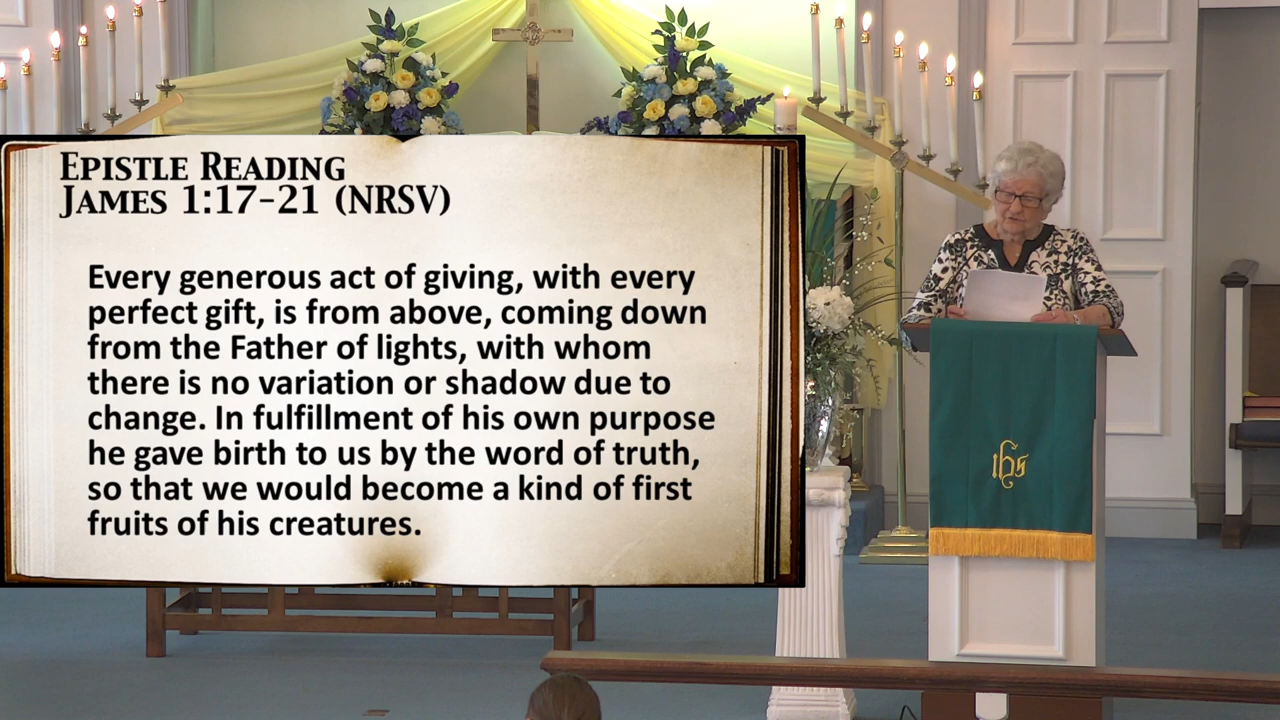 Epistle Reading
James 1:17-21 (NRSV)
Every generous act of giving, with every
perfect gift, is from above, coming down
from the Father of lights, with whom
there is no variation or shadow due to
change. In fulfillment of his own purpose
he gave birth to us by the word of truth,
so that we would become a kind of first
fruits of his creatures.
IHS